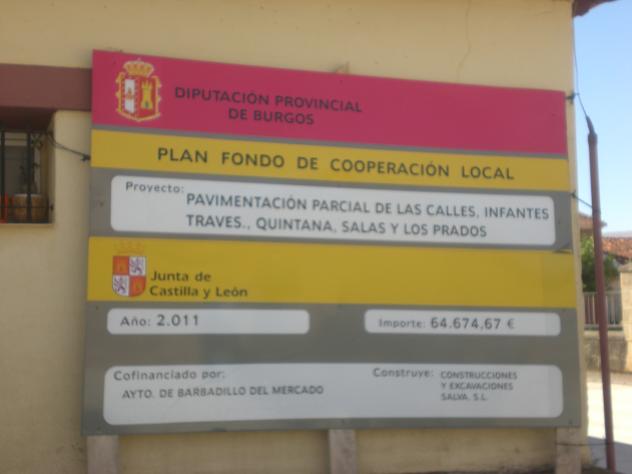 DIPUTACIÓN PROVINCIAL
DE BURGOS
PLAN FONDO DE COOPERACIÓN LOCAL
Proyecto:
PAVIMENTACIÓN PARCIAL DE LAS CALLES, INFANTES
TRAVES., QUINTANA, SALAS Y LOS PRADOS
Junta de
Castilla y León
Año: 2.011
Importe: 64.674,67 €
Cofinanciado por:
AYTO. DE BARBADILLO DEL MERCADO
Construye: CONSTRUCCIONES
Y EXCAVACIONES
SALVA, S.L.